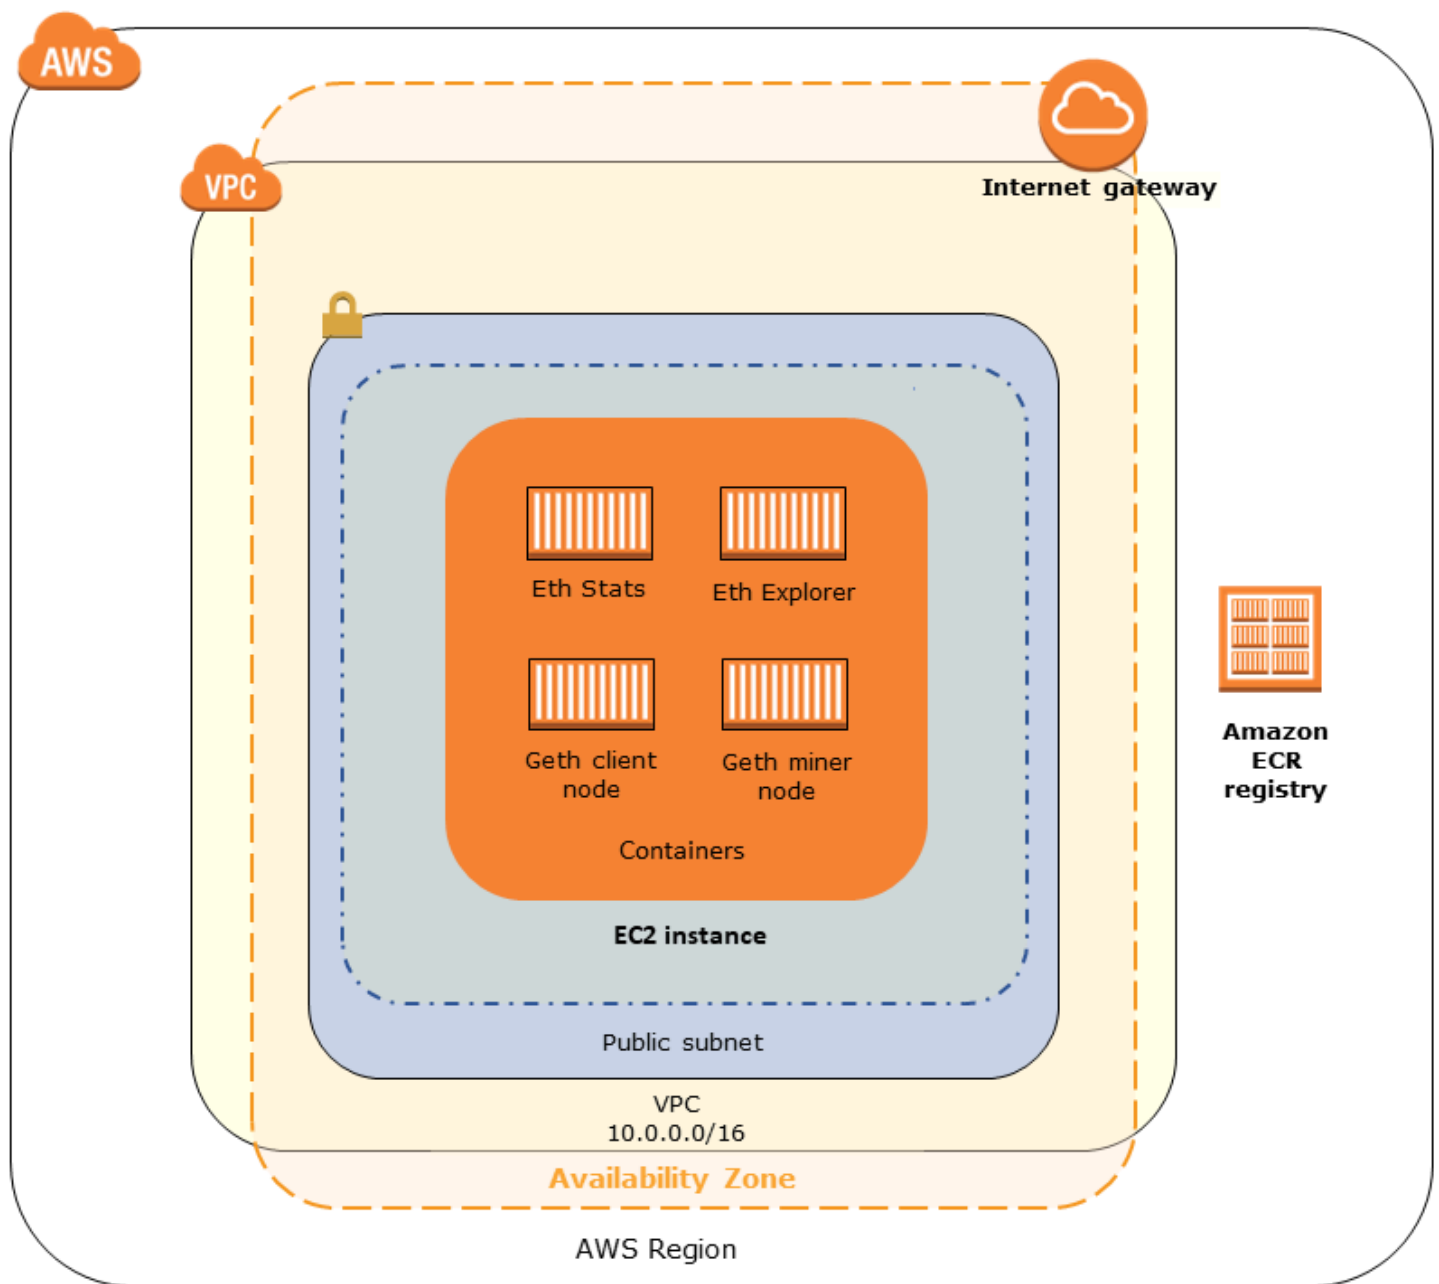 AWS
VPC
Internet gateway
Eth Stats
Eth Explorer
Geth client
node
Geth miner
node
Containers
EC2 instance
Public subnet
VPC
10.0.0.0/16
Availability Zone
AWS Region
Amazon
ECR
registry